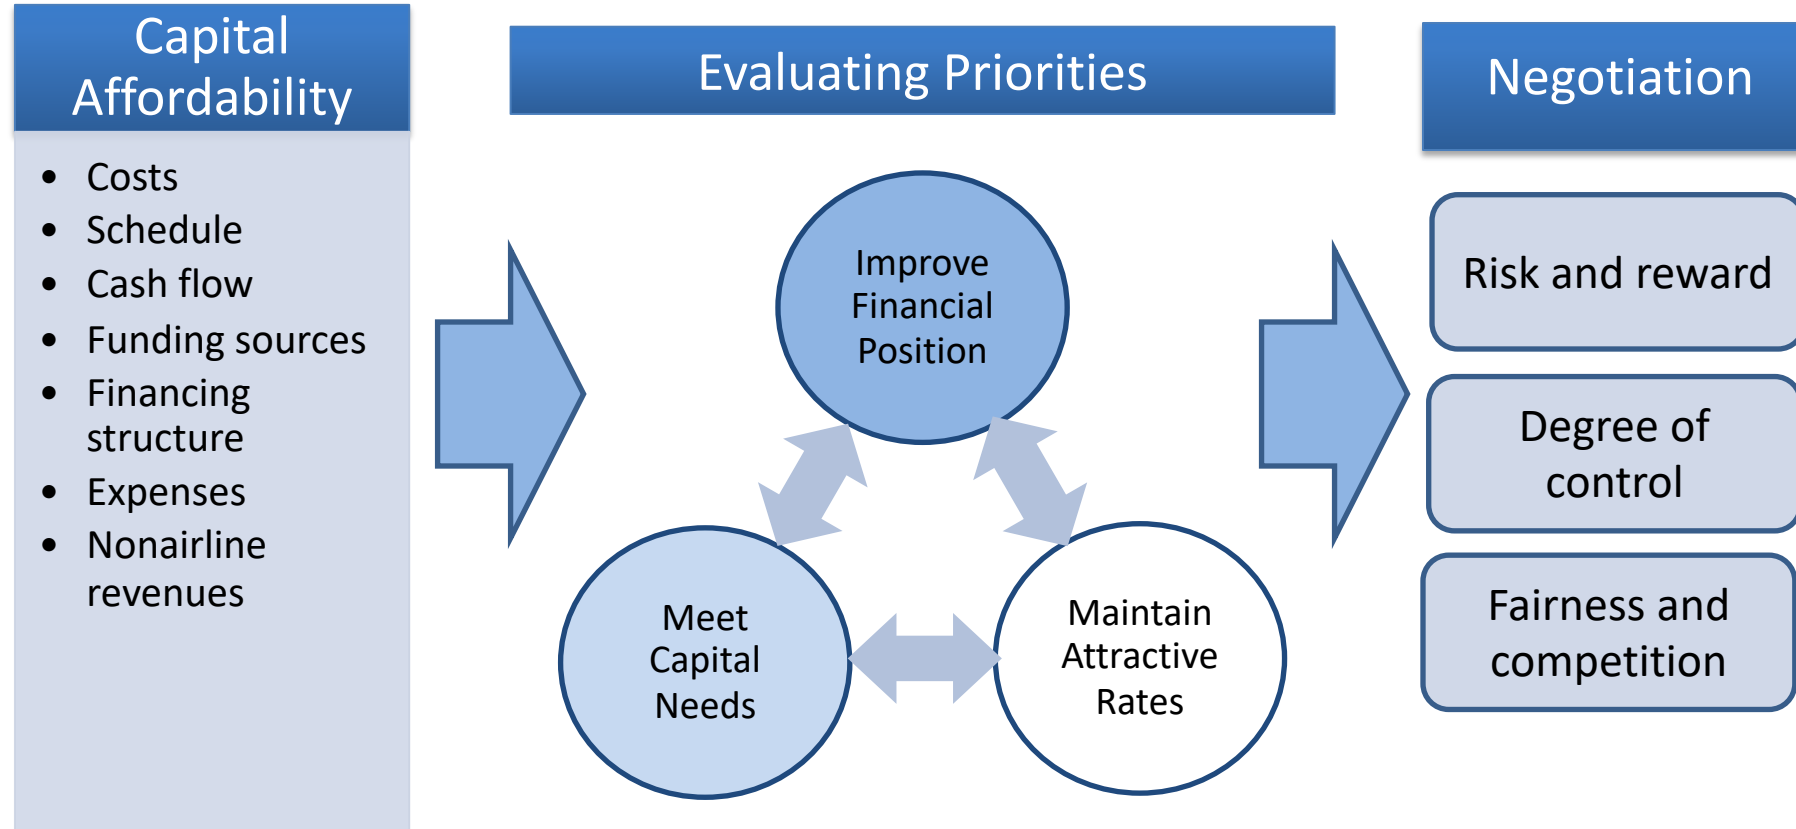 Capital
Affordability
• Costs
• Schedule
• Cash flow
• Funding sources
• Financing
structure
• Expenses
• Nonairline
revenues
Evaluating Priorities
Improve
Financial
Position
Meet
Capital
Needs
Maintain
Attractive
Rates
Negotiation
Risk and reward
Degree of
control
Fairness and
competition